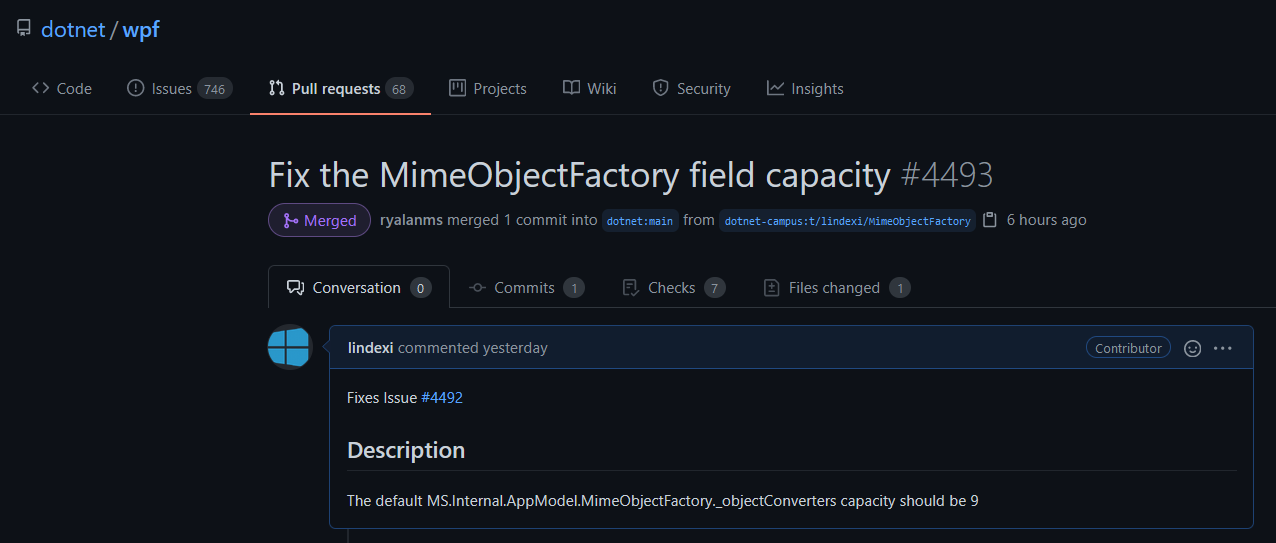 dotnet / wpf
Code Issues 746 Pull requests 68 Projects Wiki Security Insights
Fix the MimeObjectFactory field capacity #4493
Merged ryalanms merged 1 commit into dotnet:main from dotnet-campus:t/lindexi/MimeObjectFactory 6 hours ago
Conversation 0 Commits 1 Checks 7 Files changed 1
lindexi commented yesterday Contributor
Fixes Issue #4492
Description
The default MS.Internal.AppModel.MimeObjectFactory._objectConverters capacity should be 9